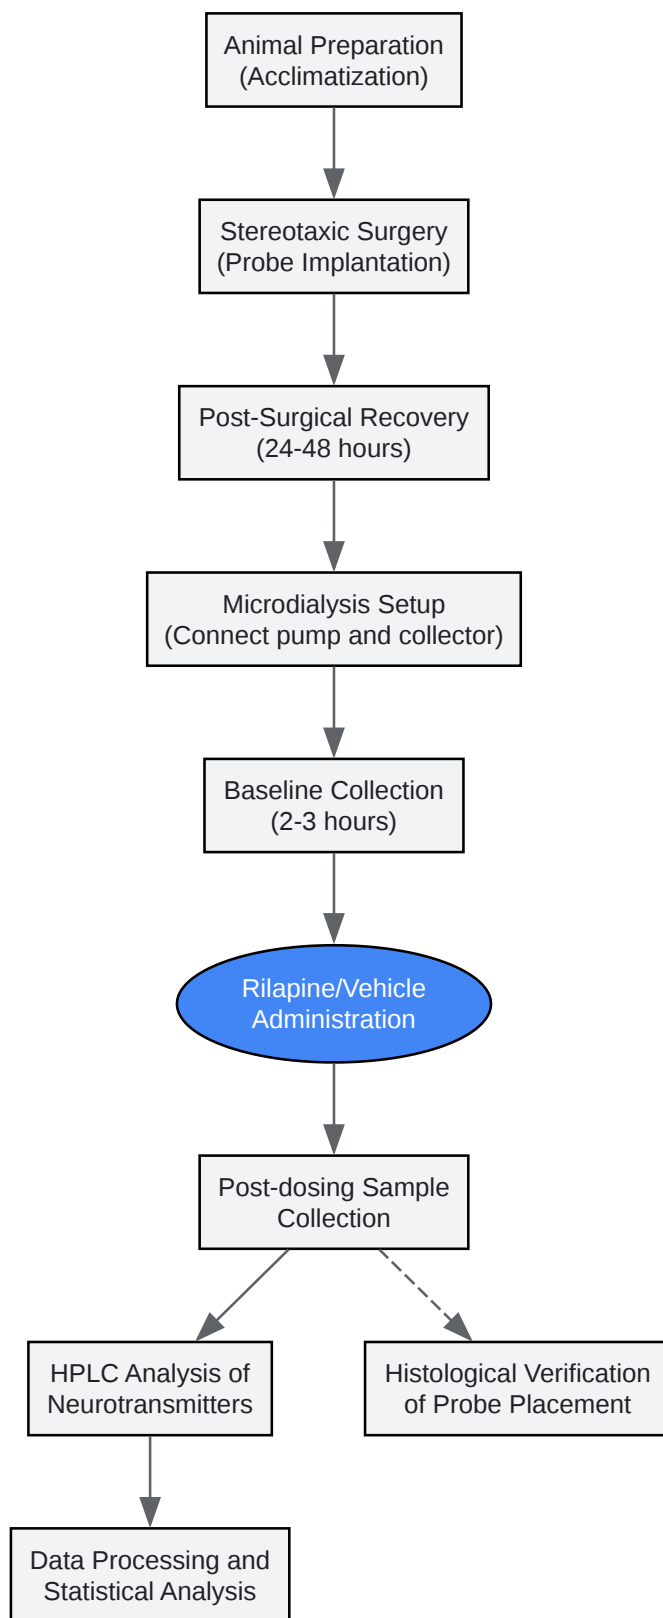 Animal Preparation
(Acclimatization)
Stereotaxic Surgery
(Probe Implantation)
Post-Surgical Recovery
(24-48 hours)
Microdialysis Setup
(Connect pump and collector)
Baseline Collection
(2-3 hours)
Rilapine/Vehicle
Administration
Post-dosing Sample
Collection
HPLC Analysis of
Neurotransmitters
Histological Verification
of Probe Placement
Data Processing and
Statistical Analysis